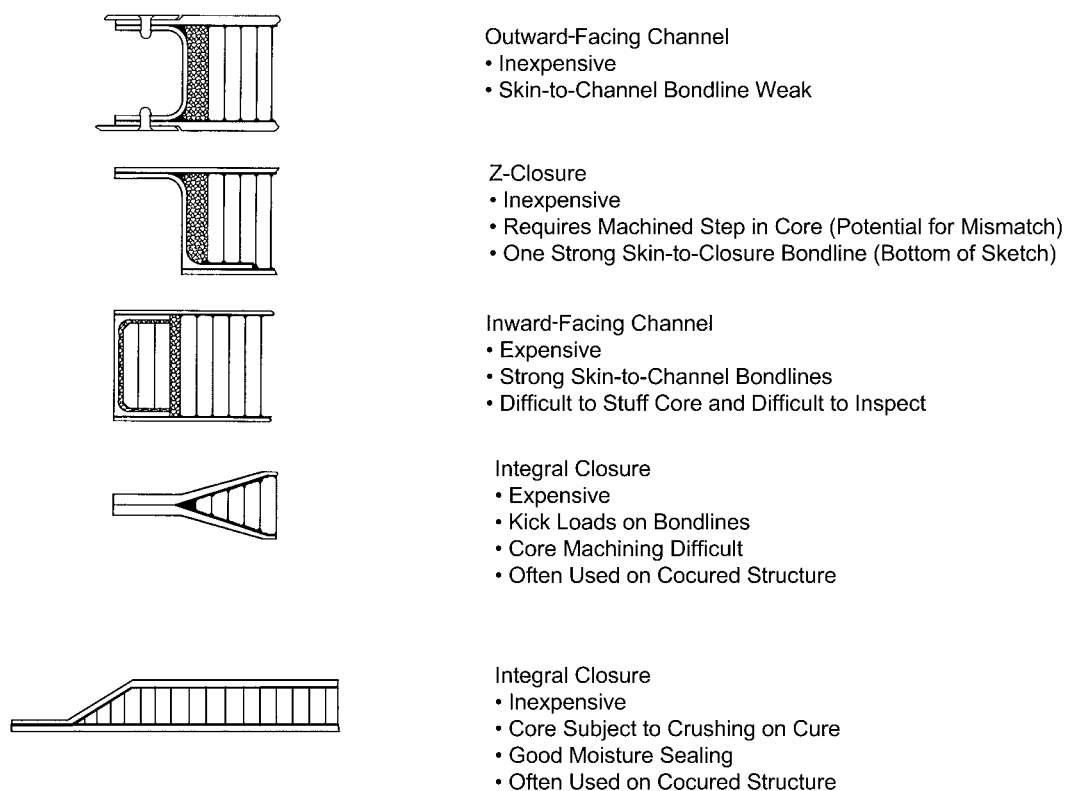 Outward-Facing Channel
• Inexpensive
• Skin-to-Channel Bondline Weak
Z-Closure
• Inexpensive
• Requires Machined Step in Core (Potential for Mismatch)
• One Strong Skin-to-Closure Bondline (Bottom of Sketch)
Inward-Facing Channel
• Expensive
• Strong Skin-to-Channel Bondlines
• Difficult to Stuff Core and Difficult to Inspect
Integral Closure
• Expensive
• Kick Loads on Bondlines
• Core Machining Difficult
• Often Used on Cocured Structure
Integral Closure
• Inexpensive
• Core Subject to Crushing on Cure
• Good Moisture Sealing
• Often Used on Cocured Structure